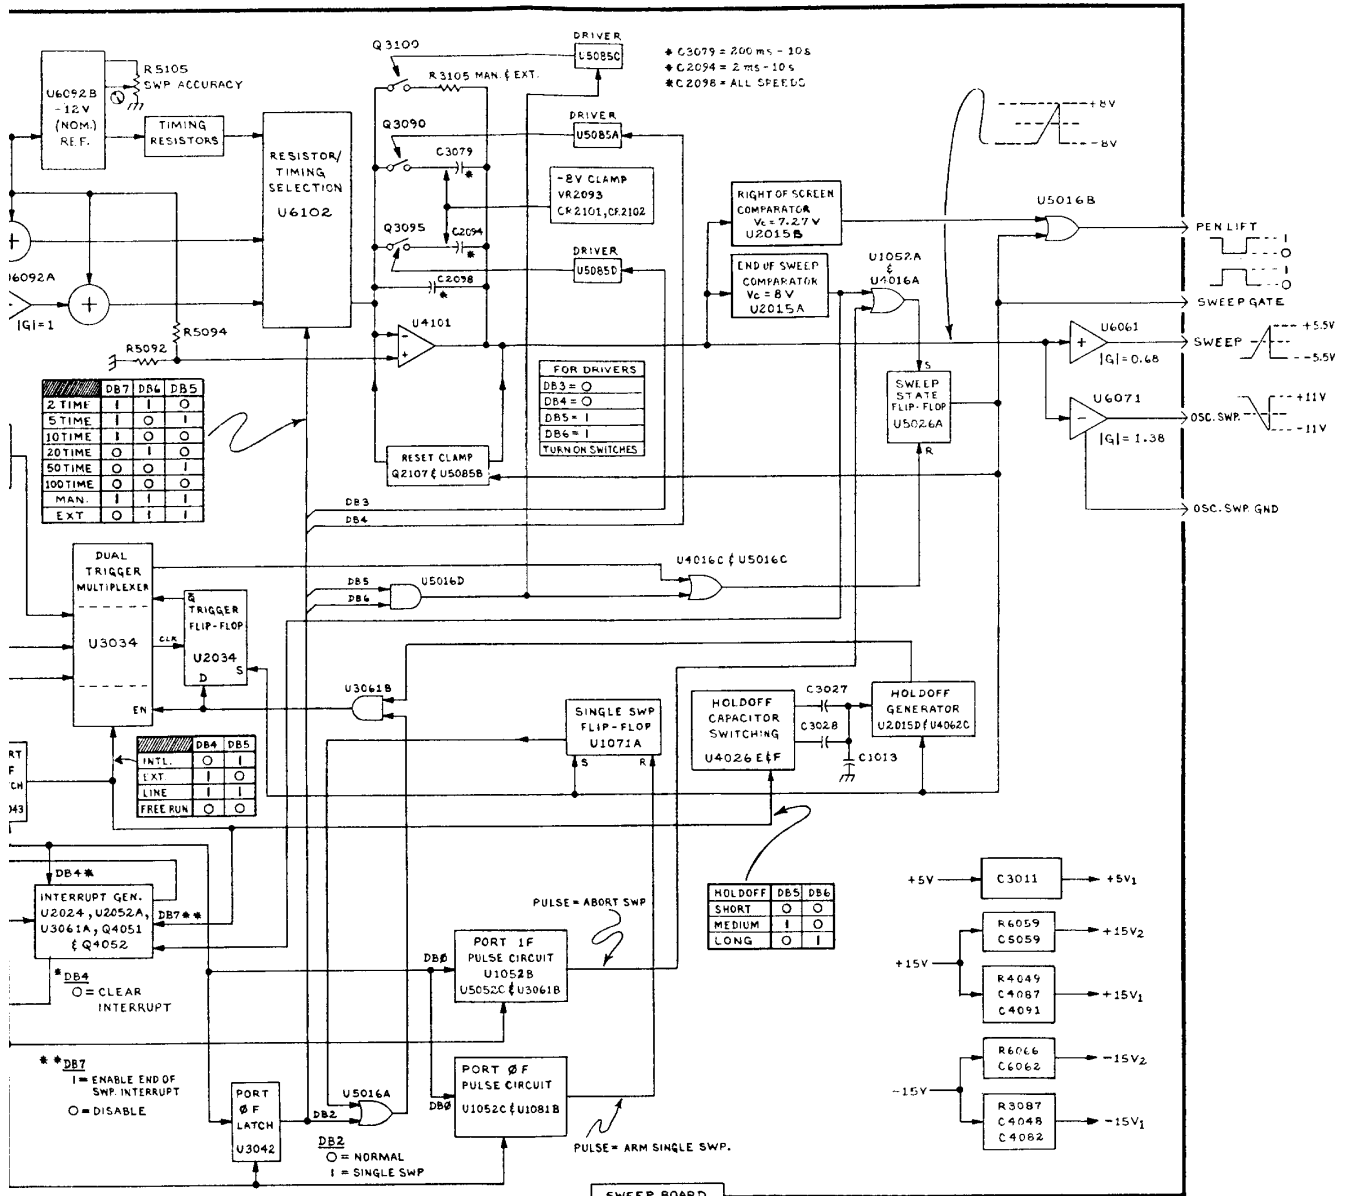 Q3100
DRIVER
U5085C
* C3079 = 200 ms - 10s
* C2094 = 2 ms - 10s
* C2098 = ALL SPEEDS
R5105
SWP ACCURACY
U6092B
-12V
(NOM.)
REF.
TIMING
RESISTORS
R3105 MAN. & EXT.
RESISTOR/
TIMING
SELECTION
U6102
Q3090
DRIVER
U5085A
C3079
*
-8V CLAMP
VR2093
CR2101, CR2102
Q3095
C2094
*
DRIVER
U5085D
C2098
*
+8V
-8V
RIGHT OF SCREEN
COMPARATOR
Vc = 7.27V
U2015B
U5016B
PEN LIFT
1
0
1
0
SWEEP GATE
END OF SWEEP
COMPARATOR
Vc = 8V
U2015A
U1052A
&
U4016A
U6092A
|G|=1
R5094
R5092
U4101
-
+
U6061
+
|G|=0.68
SWEEP
+5.5V
-5.5V
U6071
-
|G|=1.38
OSC. SWP.
+11V
-11V
OSC. SWP. GND
S
SWEEP
STATE
FLIP-FLOP
U5026A
R
FOR DRIVERS
DB3 = 0
DB4 = 0
DB5 = 1
DB6 = 1
TURN ON SWITCHES
DB7 DB6 DB5
2 TIME 1 1 0
5 TIME 1 0 1
10 TIME 1 0 0
20 TIME 0 1 0
50 TIME 0 0 1
100 TIME 0 0 0
MAN. 1 1 1
EXT 0 1 1
RESET CLAMP
Q2107 & U5085B
DB3
DB4
DUAL
TRIGGER
MULTIPLEXER
U3034
EN
CLK
Q̄
TRIGGER
FLIP-FLOP
U2034
S
D
DB5
DB6
U5016D
U4016C & U5016C
U3061B
SINGLE SWP
FLIP-FLOP
U1071A
S R
HOLDOFF
CAPACITOR
SWITCHING
U4026 E & F
C3027
C3028
C1013
HOLDOFF
GENERATOR
U2015D & U4062C
DB4 DB5
INTL. 0 1
EXT. 1 0
LINE 1 1
FREE RUN 0 0
DB4*
INTERRUPT GEN.
U2024, U2052A,
U3061A, Q4051
& Q4052
DB7**
* DB4
0 = CLEAR
INTERRUPT
** DB7
1 = ENABLE END OF
SWP. INTERRUPT
0 = DISABLE
PORT
0F
LATCH
U3042
DB2
U5016A
DB2
0 = NORMAL
1 = SINGLE SWP
PULSE = ABORT SWP
DB0
PORT 1F
PULSE CIRCUIT
U1052B
U5052C & U3061B
DB0
PORT 0F
PULSE CIRCUIT
U1052C & U1081B
PULSE = ARM SINGLE SWP.
HOLDOFF DB5 DB6
SHORT 0 0
MEDIUM 1 0
LONG 0 1
+5V
C3011
+5V1
+15V
R6059
C5059
+15V2
R4049
C4087
C4091
+15V1
-15V
R6066
C6062
-15V2
R3087
C4048
C4082
-15V1
SWEEP BOARD